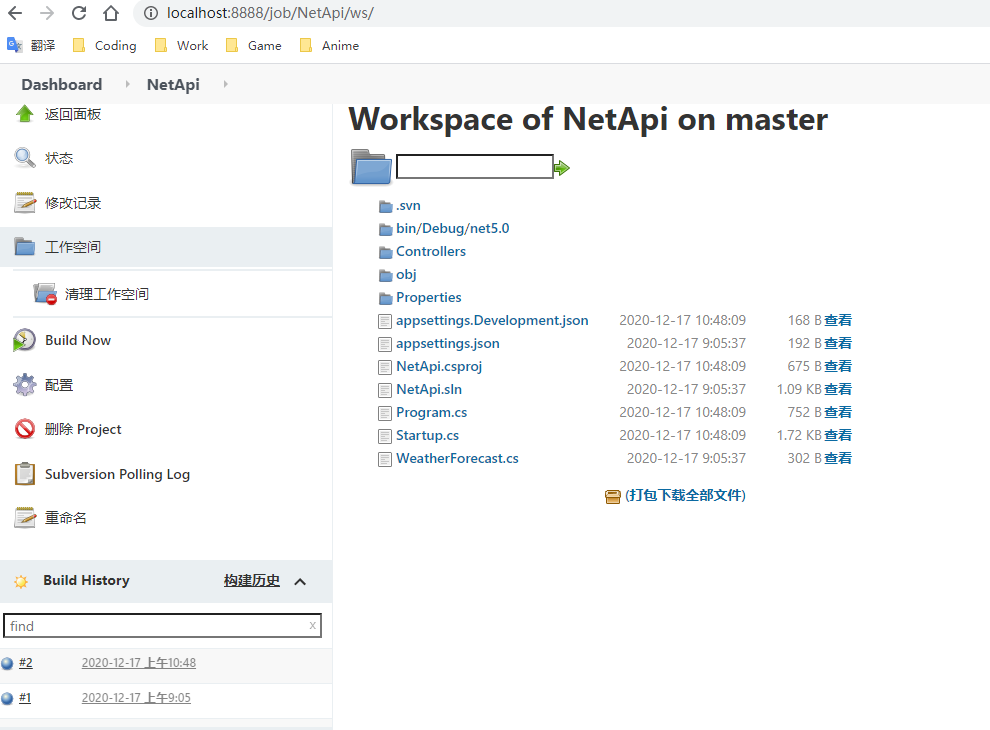 localhost:8888/job/NetApi/ws/
翻译 Coding Work Game Anime
Dashboard NetApi
返回面板
状态
修改记录
工作空间
清理工作空间
Build Now
配置
删除 Project
Subversion Polling Log
重命名
Build History 构建历史
find x
#2 2020-12-17 上午10:48
#1 2020-12-17 上午9:05
Workspace of NetApi on master
.svn
bin/Debug/net5.0
Controllers
obj
Properties
appsettings.Development.json 2020-12-17 10:48:09 168 B 查看
appsettings.json 2020-12-17 9:05:37 192 B 查看
NetApi.csproj 2020-12-17 10:48:09 675 B 查看
NetApi.sln 2020-12-17 9:05:37 1.09 KB 查看
Program.cs 2020-12-17 10:48:09 752 B 查看
Startup.cs 2020-12-17 10:48:09 1.72 KB 查看
WeatherForecast.cs 2020-12-17 9:05:37 302 B 查看
(打包下载全部文件)